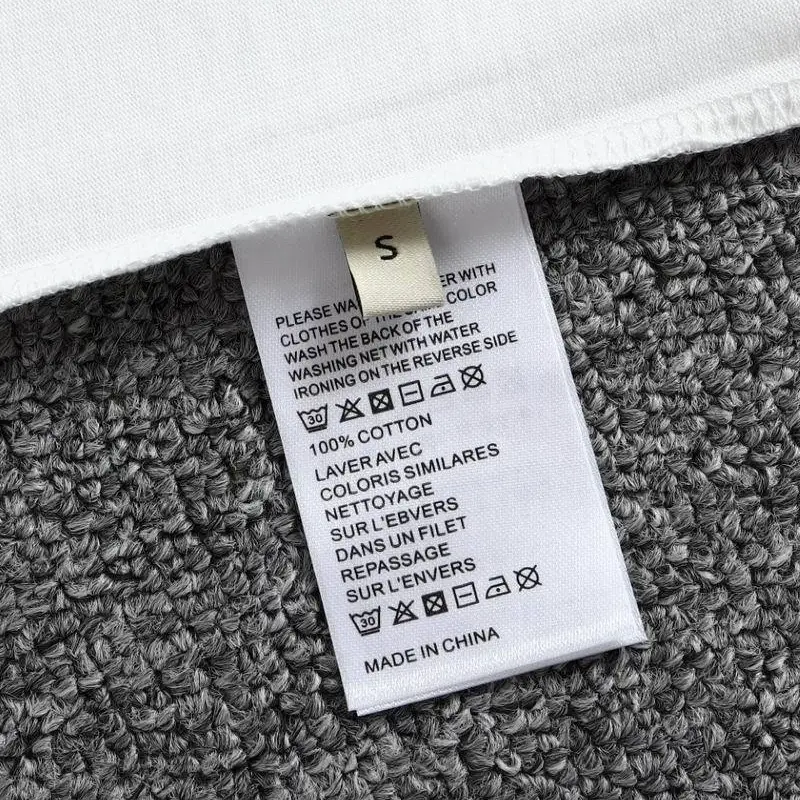 S
PLEASE WA ER WITH
CLOTHES OF THE COLOR
WASH THE BACK OF THE
WASHING NET WITH WATER
IRONING ON THE REVERSE SIDE
30
100% COTTON
LAVER AVEC
COLORIS SIMILARES
NETTOYAGE
SUR L'EBVERS
DANS UN FILET
REPASSAGE
SUR L'ENVERS
30
MADE IN CHINA